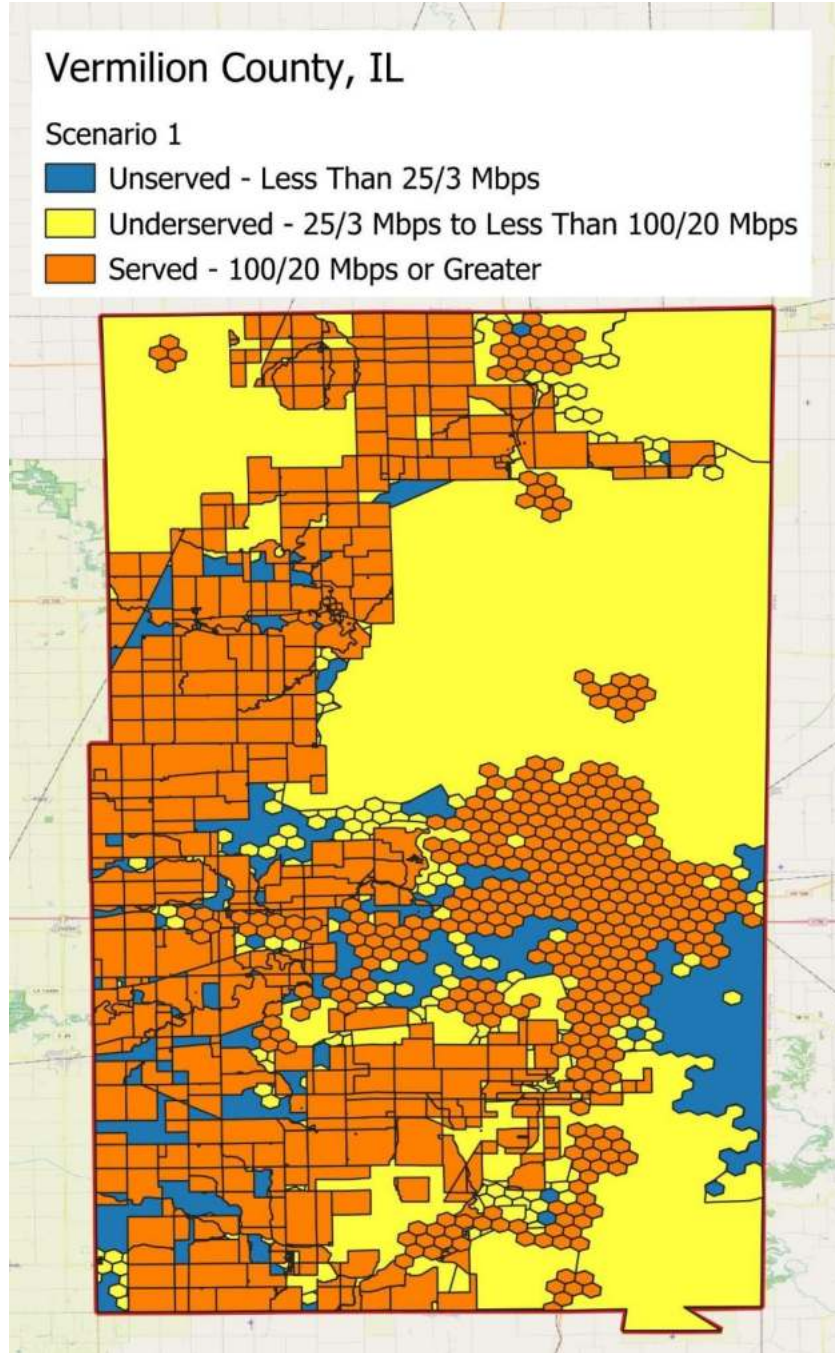 Vermilion County, IL
Scenario 1
Unserved - Less Than 25/3 Mbps
Underserved - 25/3 Mbps to Less Than 100/20 Mbps
Served - 100/20 Mbps or Greater